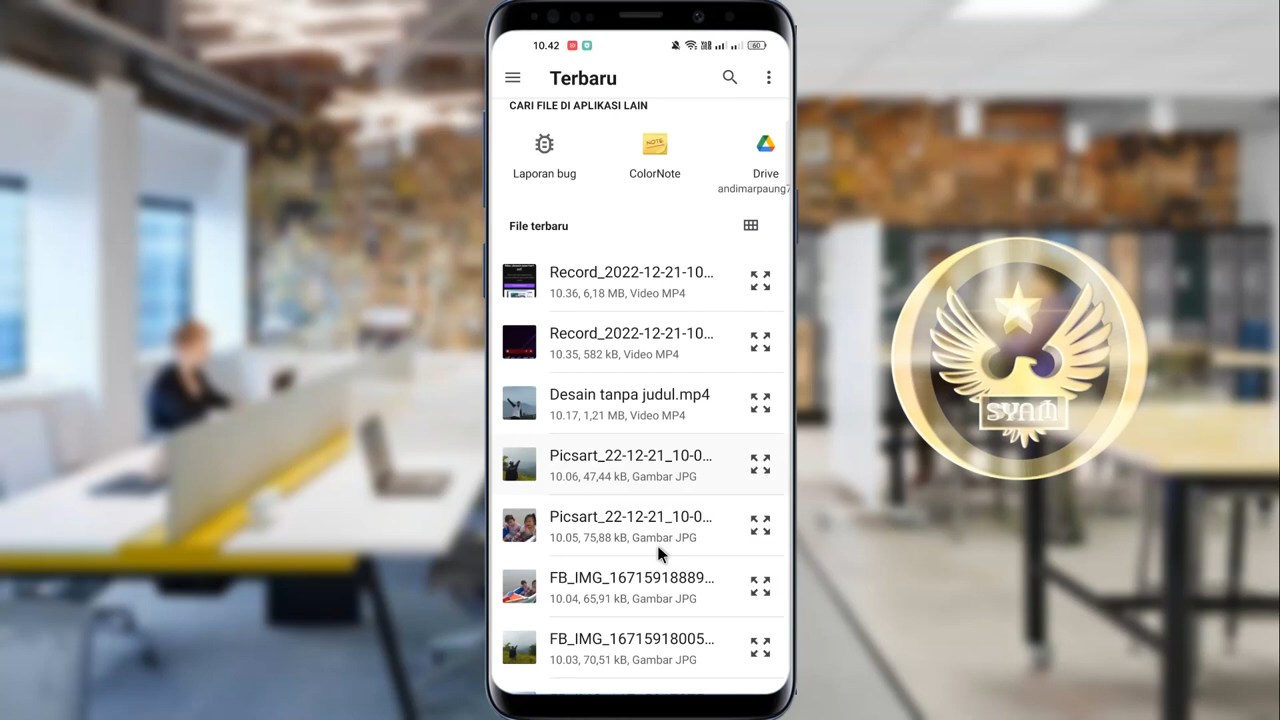 10.42
60
Terbaru
CARI FILE DI APLIKASI LAIN
NOTE
Laporan bug
ColorNote
Drive
andimarpaung7
File terbaru
Record_2022-12-21-10...
10.36, 6,18 MB, Video MP4
Record_2022-12-21-10...
10.35, 582 kB, Video MP4
Desain tanpa judul.mp4
10.17, 1,21 MB, Video MP4
Picsart_22-12-21_10-0...
10.06, 47,44 kB, Gambar JPG
Picsart_22-12-21_10-0...
10.05, 75,88 kB, Gambar JPG
FB_IMG_16715918889...
10.04, 65,91 kB, Gambar JPG
FB_IMG_16715918005...
10.03, 70,51 kB, Gambar JPG
SYAM